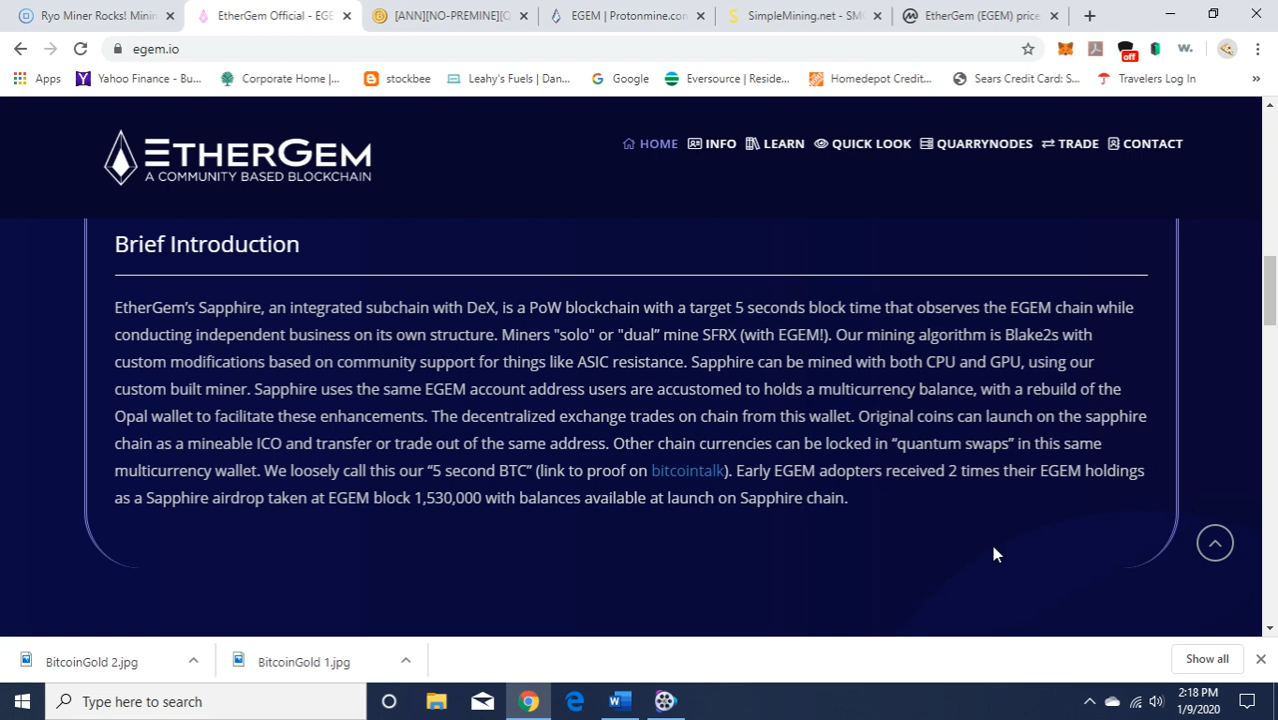 Ryo Miner Rocks! Minin
EtherGem Official - EGE
[ANN][NO-PREMINE][O
EGEM | Protonmine.co
SimpleMining.net - SMO
EtherGem (EGEM) price
egem.io
Apps
Yahoo Finance - Bu...
Corporate Home |...
stockbee
Leahy's Fuels | Dan...
Google
Eversource | Reside...
Homedepot Credit...
Sears Credit Card: S...
Travelers Log In
»
off
w.
ETHERGEM
A COMMUNITY BASED BLOCKCHAIN
HOME
INFO
LEARN
QUICK LOOK
QUARRYNODES
TRADE
CONTACT
Brief Introduction
EtherGem's Sapphire, an integrated subchain with DeX, is a PoW blockchain with a target 5 seconds block time that observes the EGEM chain while
conducting independent business on its own structure. Miners "solo" or "dual" mine SFRX (with EGEM!). Our mining algorithm is Blake2s with
custom modifications based on community support for things like ASIC resistance. Sapphire can be mined with both CPU and GPU, using our
custom built miner. Sapphire uses the same EGEM account address users are accustomed to holds a multicurrency balance, with a rebuild of the
Opal wallet to facilitate these enhancements. The decentralized exchange trades on chain from this wallet. Original coins can launch on the sapphire
chain as a mineable ICO and transfer or trade out of the same address. Other chain currencies can be locked in “quantum swaps” in this same
multicurrency wallet. We loosely call this our “5 second BTC” (link to proof on bitcointalk). Early EGEM adopters received 2 times their EGEM holdings
as a Sapphire airdrop taken at EGEM block 1,530,000 with balances available at launch on Sapphire chain.
BitcoinGold 2.jpg
BitcoinGold 1.jpg
Show all
Type here to search
2:18 PM
1/9/2020